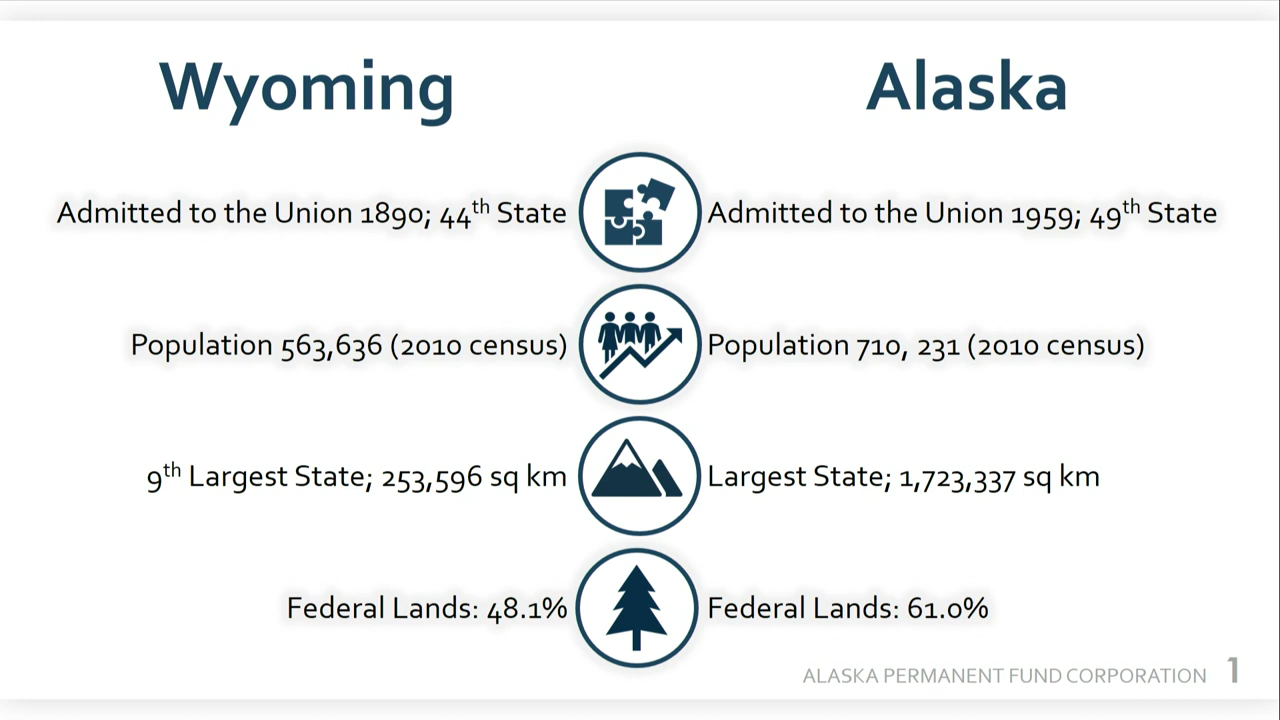 Wyoming
Alaska
Admitted to the Union 1890; 44th State
Admitted to the Union 1959; 49th State
Population 563,636 (2010 census)
Population 710, 231 (2010 census)
9th Largest State; 253,596 sq km
Largest State; 1,723,337 sq km
Federal Lands: 48.1%
Federal Lands: 61.0%
ALASKA PERMANENT FUND CORPORATION 1